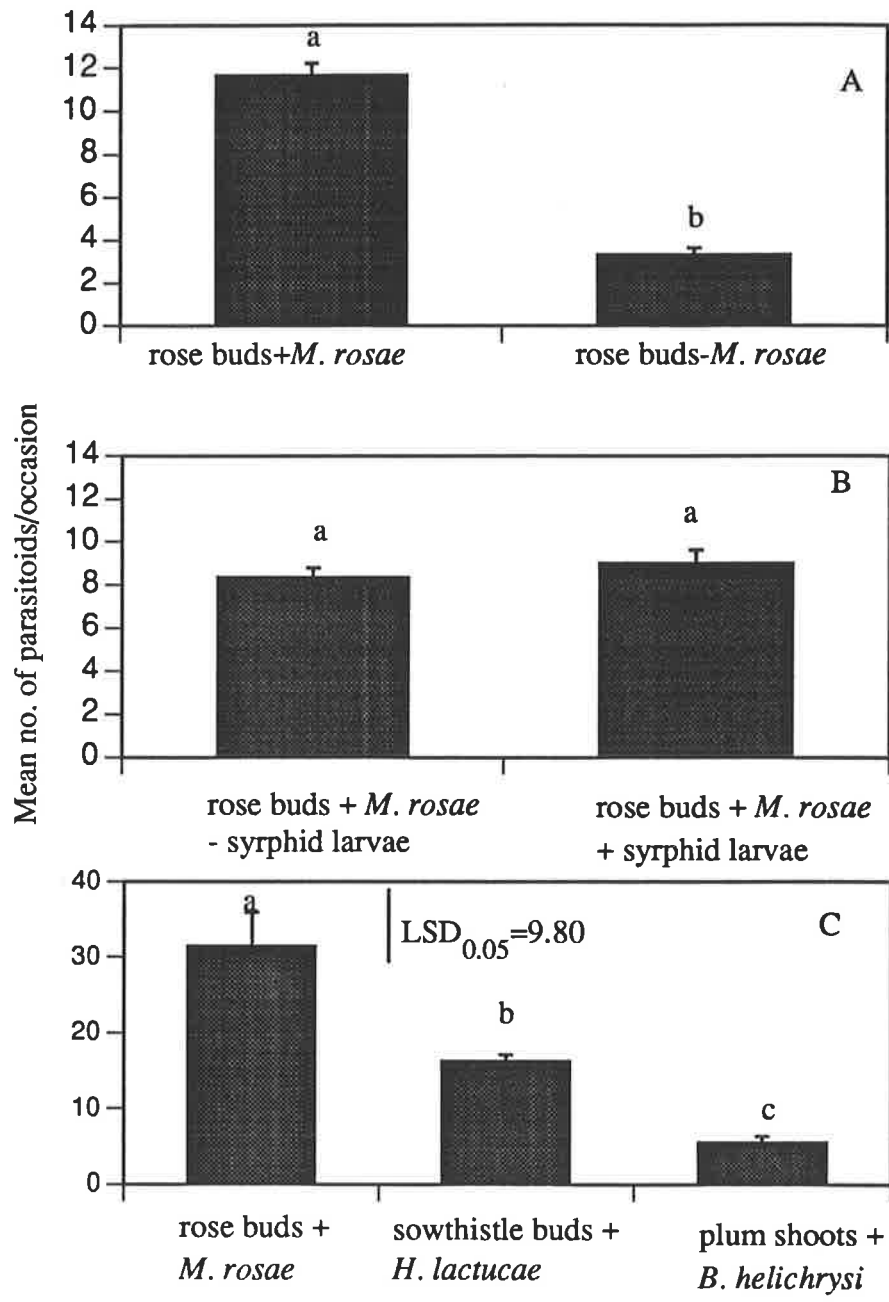 Mean no. of parasitoids/occasion
14
12
10
8
6
4
2
0
a
b
A
rose buds+M. rosae
rose buds-M. rosae
14
12
10
8
6
4
2
0
a
a
B
rose buds + M. rosae
- syrphid larvae
rose buds + M. rosae
+ syrphid larvae
40
30
20
10
0
a
LSD0.05=9.80
b
c
C
rose buds +
M. rosae
sowthistle buds +
H. lactucae
plum shoots +
B. helichrysi